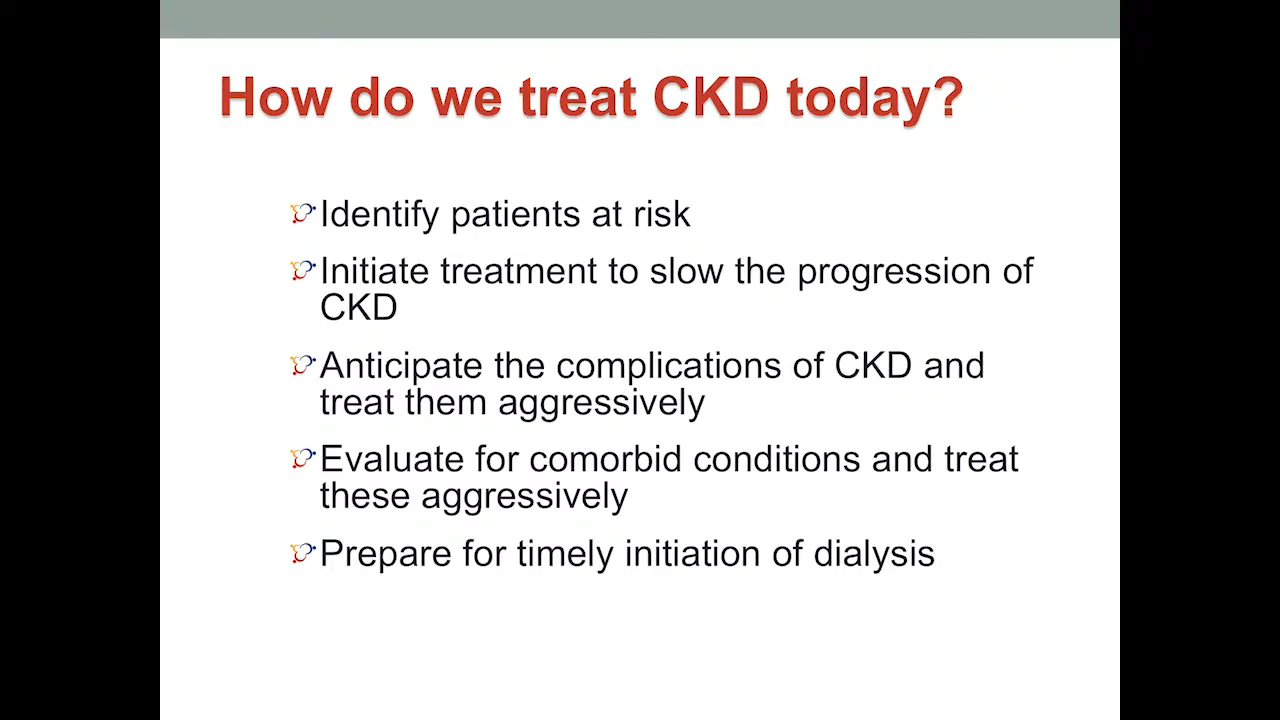 How do we treat CKD today?
Identify patients at risk
Initiate treatment to slow the progression of
CKD
Anticipate the complications of CKD and
treat them aggressively
Evaluate for comorbid conditions and treat
these aggressively
Prepare for timely initiation of dialysis